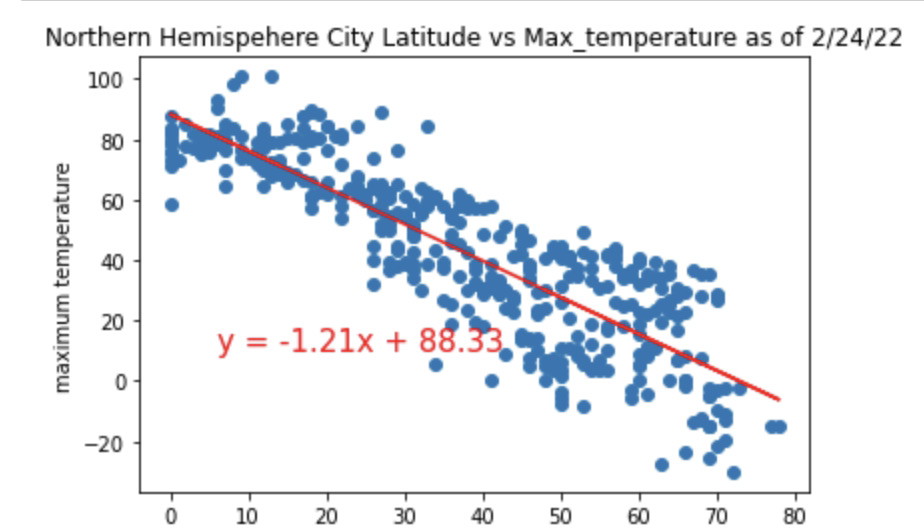 Northern Hemispehere City Latitude vs Max_temperature as of 2/24/22
100
80
60
40
20
0
−20
maximum temperature
y = -1.21x + 88.33
0 10 20 30 40 50 60 70 80